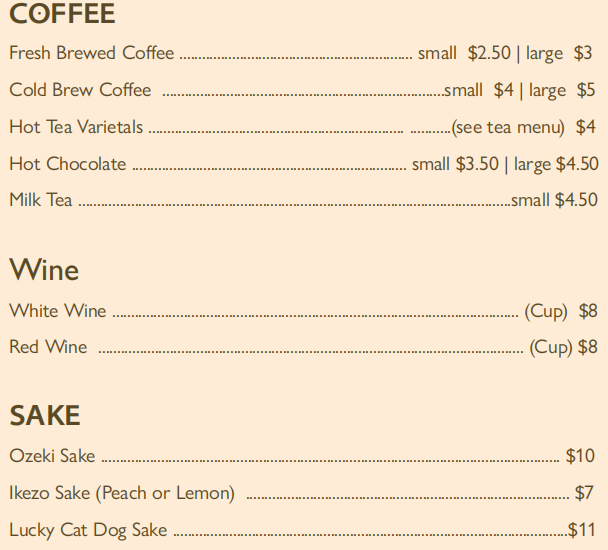 COFFEE
Fresh Brewed Coffee ........................................................ small $2.50 | large $3
Cold Brew Coffee ....................................................................small $4 | large $5
Hot Tea Varietals .............................................................. ..........(see tea menu) $4
Hot Chocolate .................................................................. small $3.50 | large $4.50
Milk Tea ........................................................................................................small $4.50
Wine
White Wine .................................................................................................. (Cup) $8
Red Wine ...................................................................................................... (Cup) $8
SAKE
Ozeki Sake .............................................................................................................. $10
Ikezo Sake (Peach or Lemon) .............................................................................. $7
Lucky Cat Dog Sake ...............................................................................................$11